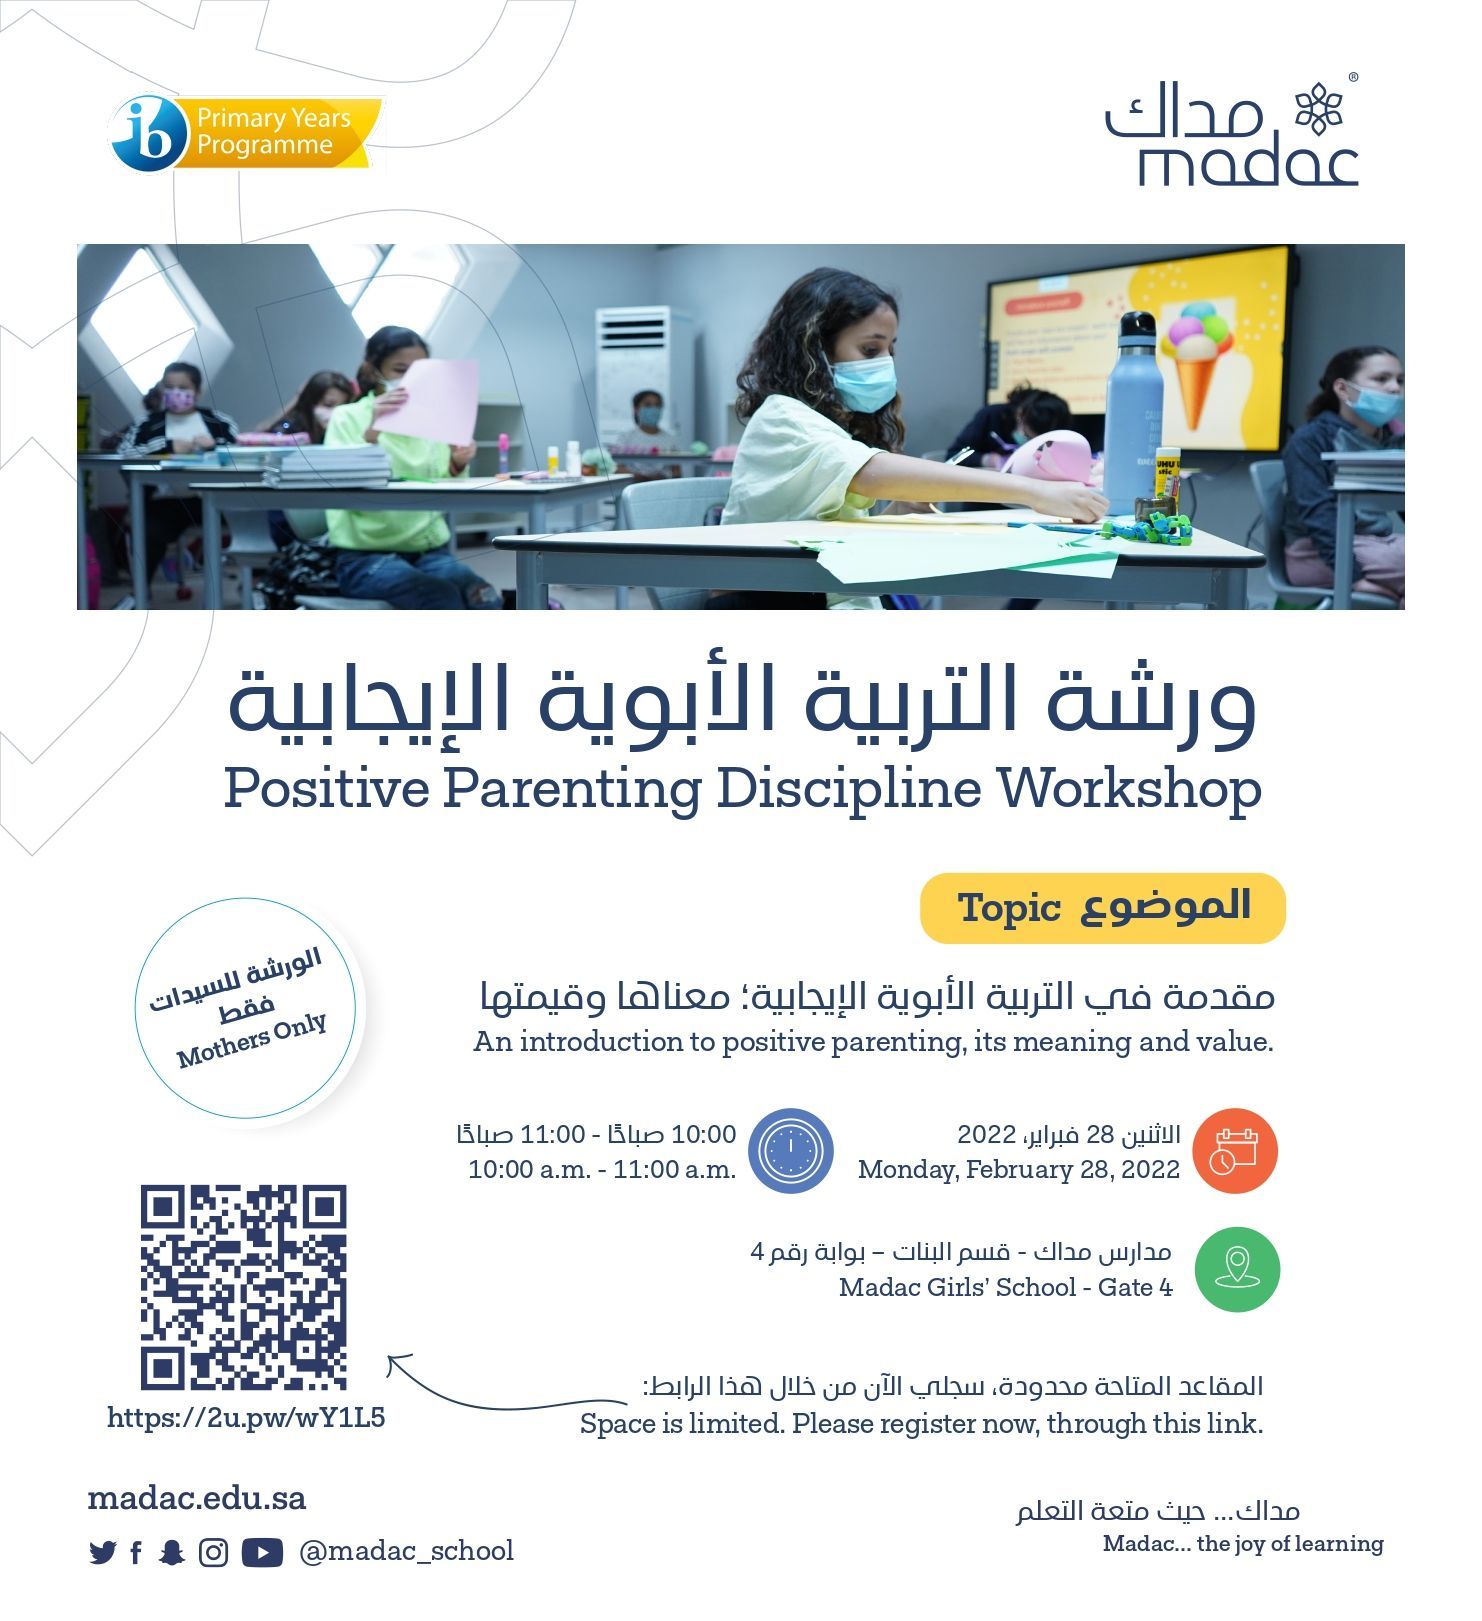 Primary Years
Programme
مداك
madac
®
UHU
stic
ورشة التربية الأبوية الإيجابية
Positive Parenting Discipline Workshop
الموضوع Topic
مقدمة في التربية الأبوية الإيجابية؛ معناها وقيمتها
An introduction to positive parenting, its meaning and value.
الورشة للسيدات
فقط
Mothers Only
الاثنين 28 فبراير، 2022
Monday, February 28, 2022
10:00 صباحًا - 11:00 صباحًا
10:00 a.m. - 11:00 a.m.
مدارس مداك - قسم البنات – بوابة رقم 4
Madac Girls’ School - Gate 4
المقاعد المتاحة محدودة، سجلي الآن من خلال هذا الرابط:
Space is limited. Please register now, through this link.
https://2u.pw/wY1L5
madac.edu.sa
@madac_school
مداك... حيث متعة التعلم
Madac... the joy of learning